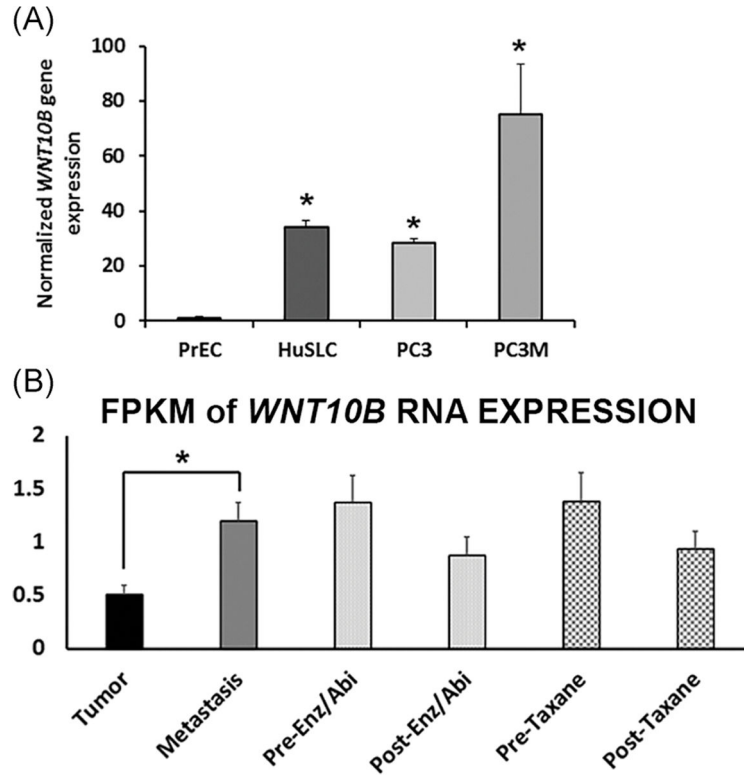 (A)
Normalized WNT10B gene
expression
100
80
60
40
20
0
*
*
*
PrEC HuSLC PC3 PC3M
(B)
FPKM of WNT10B RNA EXPRESSION
2
1.5
1
0.5
0
*
Tumor
Metastasis
Pre-Enz/Abi
Post-Enz/Abi
Pre-Taxane
Post-Taxane